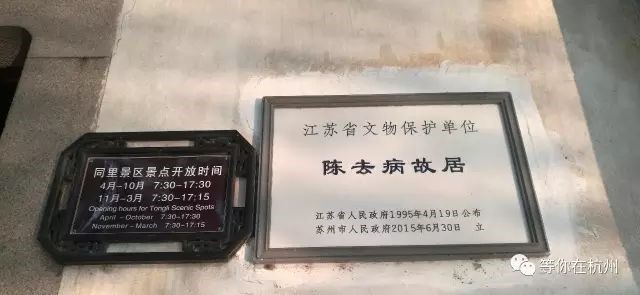 同里景区景点开放时间
4月-10月 7:30-17:30
11月-3月 7:30-17:15
Opening hours for Tongli Scenic Spots
April - October 7:30-17:30
November - March 7:30-17:15
江苏省文物保护单位
陈去病故居
江苏省人民政府1995年4月19日公布
苏州市人民政府2015年6月30日 立
等你在杭州